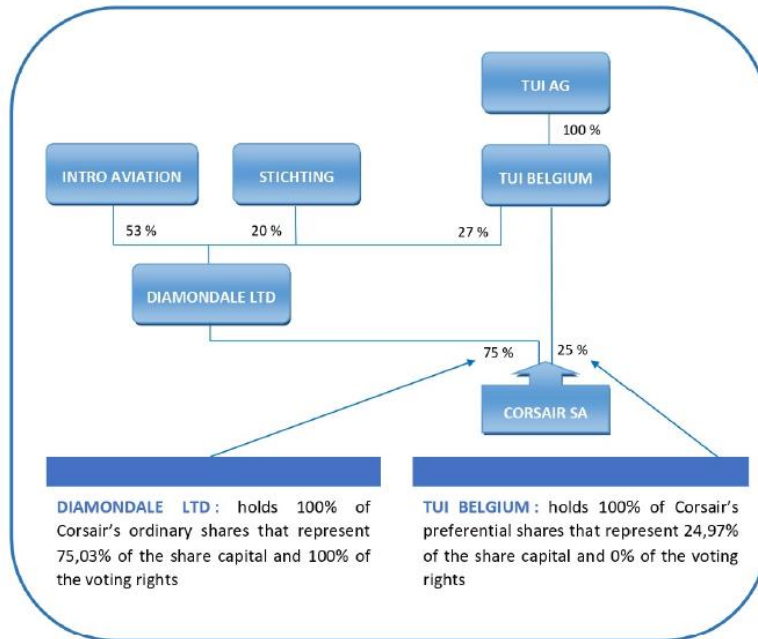 TUI AG
100 %
INTRO AVIATION
STICHTING
TUI BELGIUM
53 %
20 %
27 %
DIAMONDALE LTD
75 %
25 %
CORSAIR SA
DIAMONDALE LTD : holds 100% of
Corsair’s ordinary shares that represent
75,03% of the share capital and 100% of
the voting rights
TUI BELGIUM : holds 100% of Corsair’s
preferential shares that represent 24,97%
of the share capital and 0% of the voting
rights